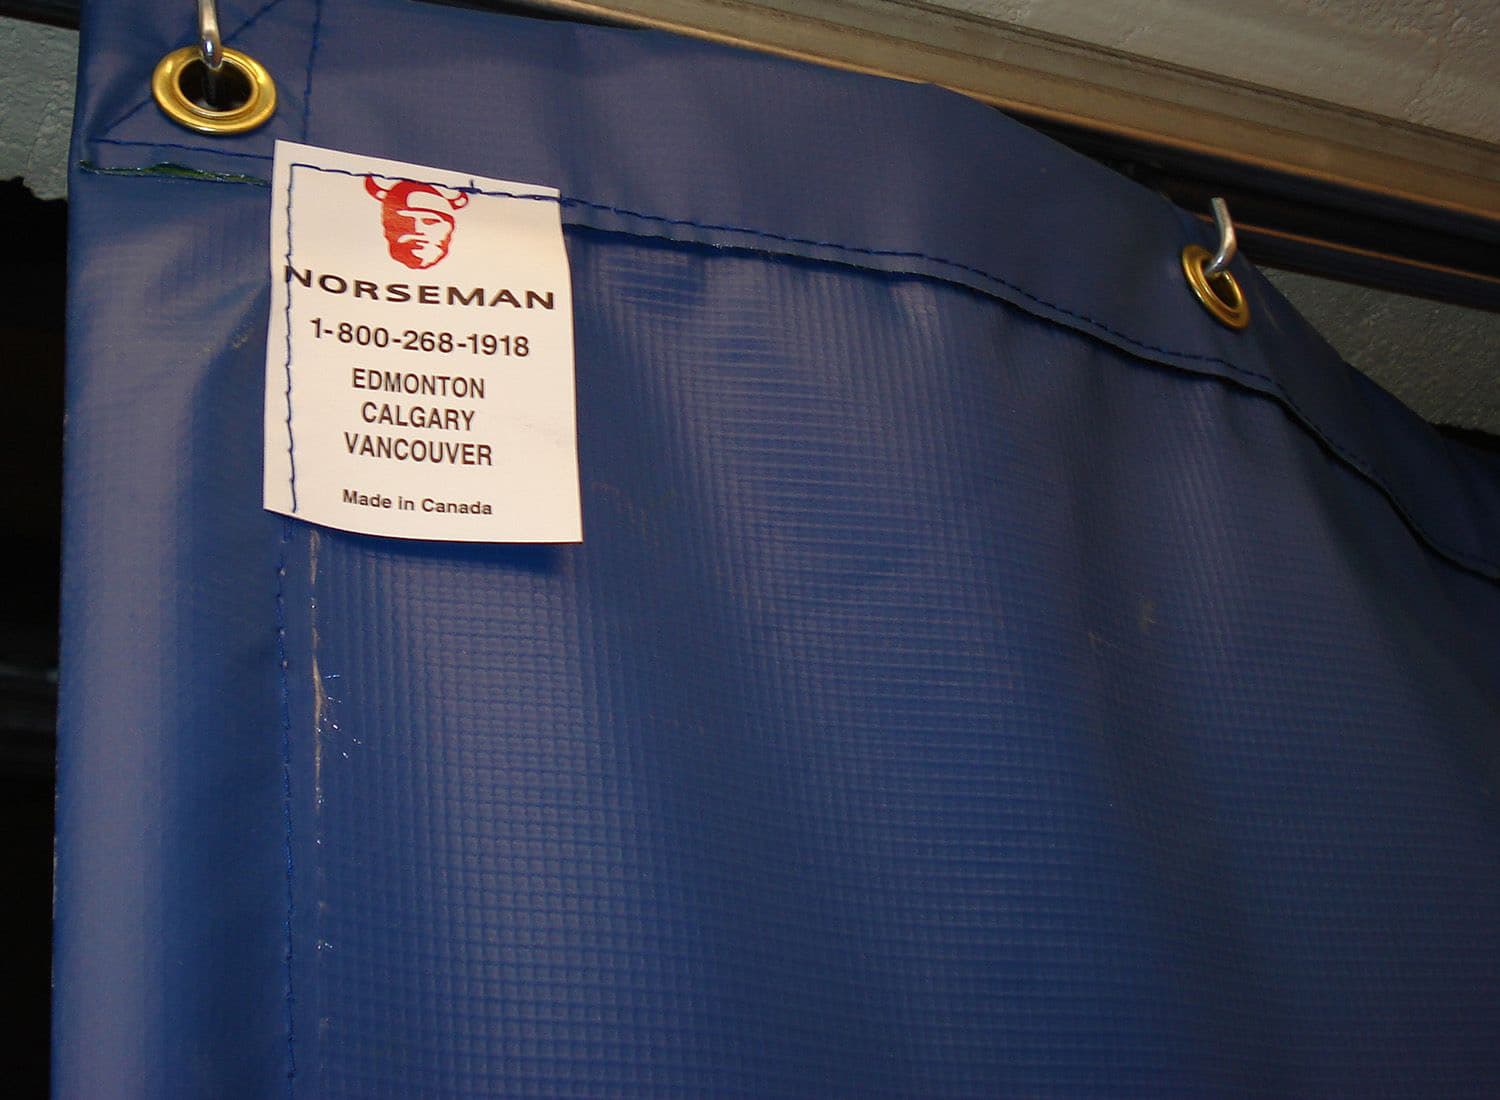 NORSEMAN
1-800-268-1918
EDMONTON
CALGARY
VANCOUVER
Made in Canada